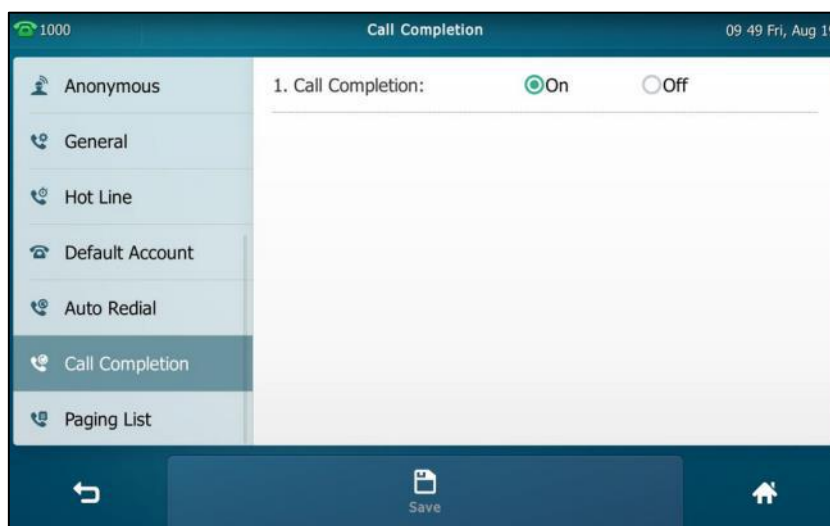 1000 Call Completion 09 49 Fri, Aug 19
Anonymous
1. Call Completion: On Off
General
Hot Line
Default Account
Auto Redial
Call Completion
Paging List
Save